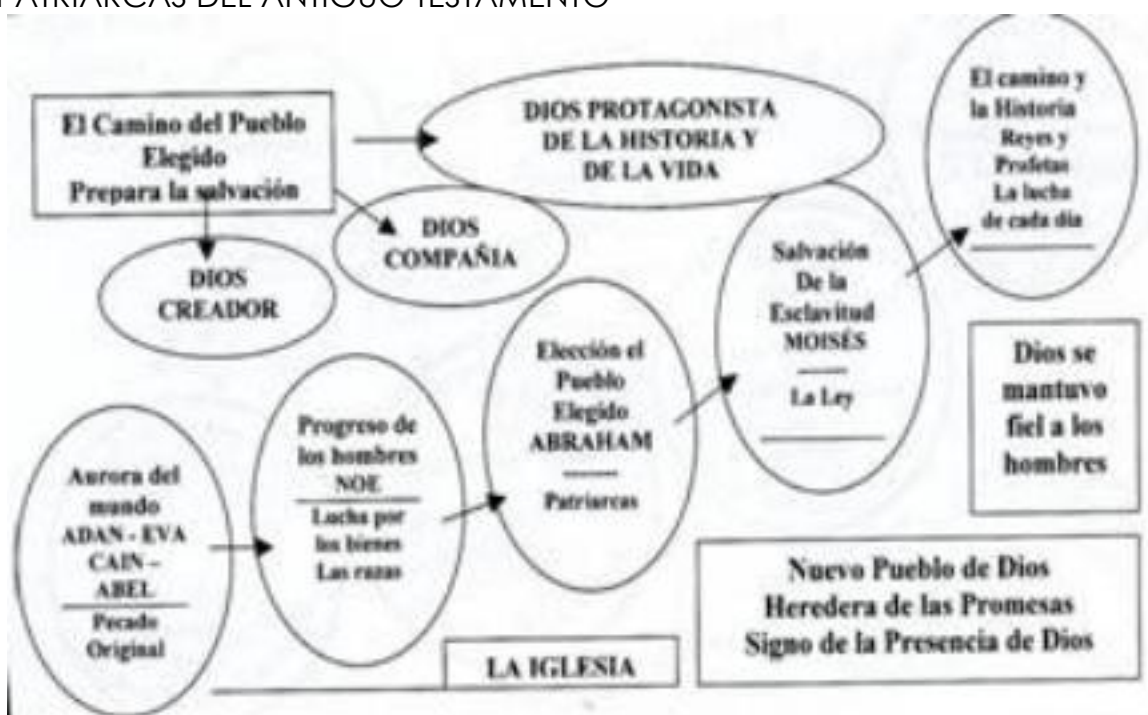 PATRIARCAS DEL ANTIGUO TESTAMENTO
El Camino del Pueblo
Elegido
Prepara la salvación
DIOS PROTAGONISTA
DE LA HISTORIA Y
DE LA VIDA
El camino y
la Historia
Reyes y
Profetas
La lucha
de cada día
DIOS
COMPAÑIA
DIOS
CREADOR
Salvación
De la
Esclavitud
MOISÉS
La Ley
Elección el
Pueblo
Elegido
ABRAHAM
Patriarcas
Progreso de
los hombres
NOE
Lucha por
los bienes
Las razas
Aurora del
mundo
ADAN - EVA
CAIN –
ABEL
Pecado
Original
Dios se
mantuvo
fiel a los
hombres
Nuevo Pueblo de Dios
Heredera de las Promesas
Signo de la Presencia de Dios
LA IGLESIA